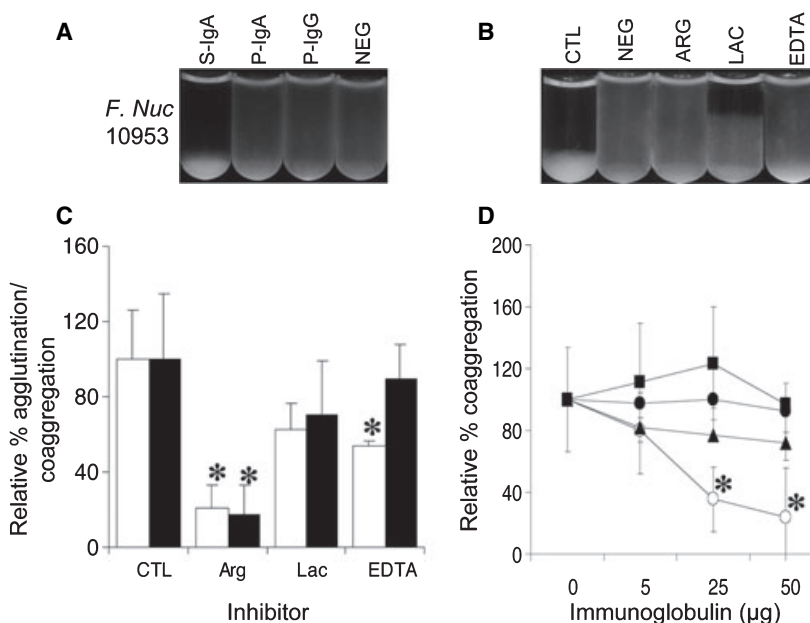 A
S-IgA
P-IgA
P-IgG
NEG
F. Nuc
10953
B
CTL
NEG
ARG
LAC
EDTA
C
160
120
80
40
0
Relative % agglutination/
coaggregation
* * *
CTL Arg Lac EDTA
Inhibitor
D
200
160
120
80
40
0
Relative % coaggregation
* *
0 5 25 50
Immunoglobulin (µg)